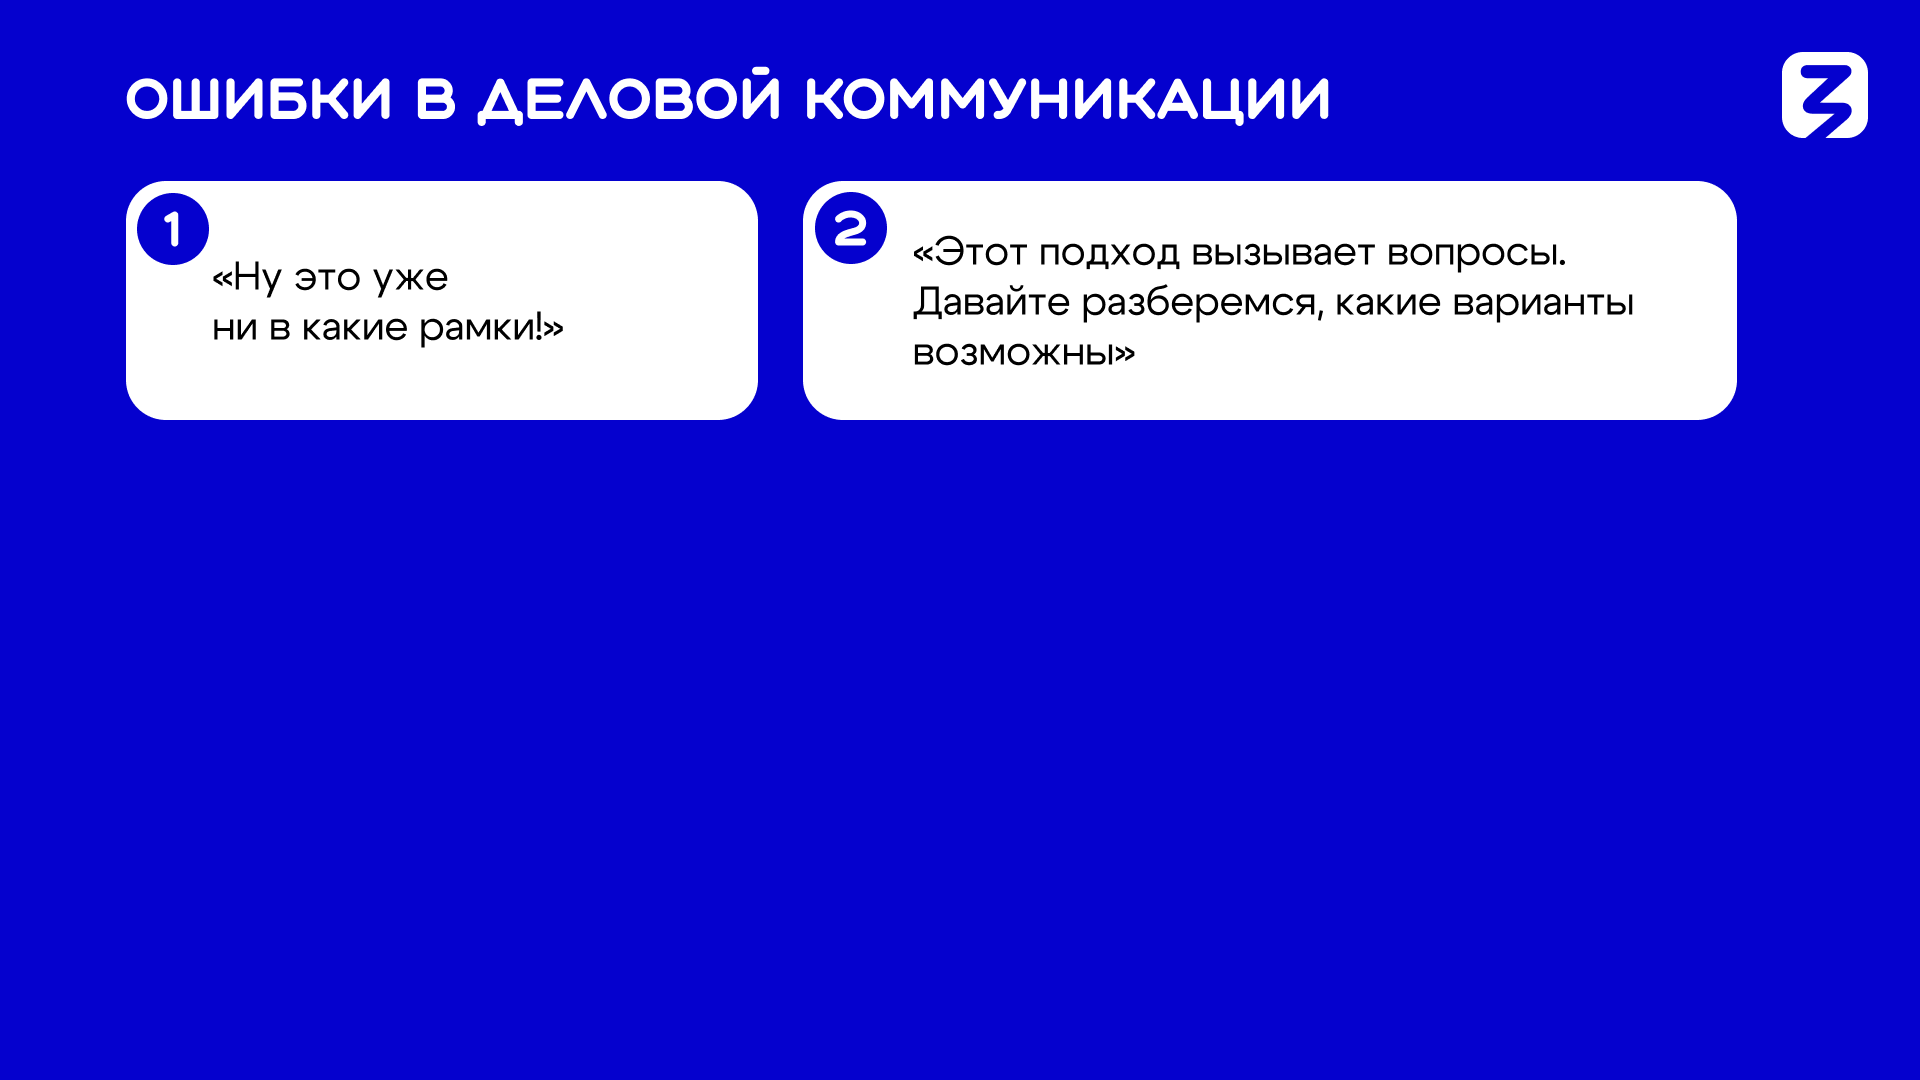 ОШИБКИ В ДЕЛОВОЙ КОММУНИКАЦИИ
1
«Ну это уже
ни в какие рамки!»
2
«Этот подход вызывает вопросы.
Давайте разберемся, какие варианты
возможны»